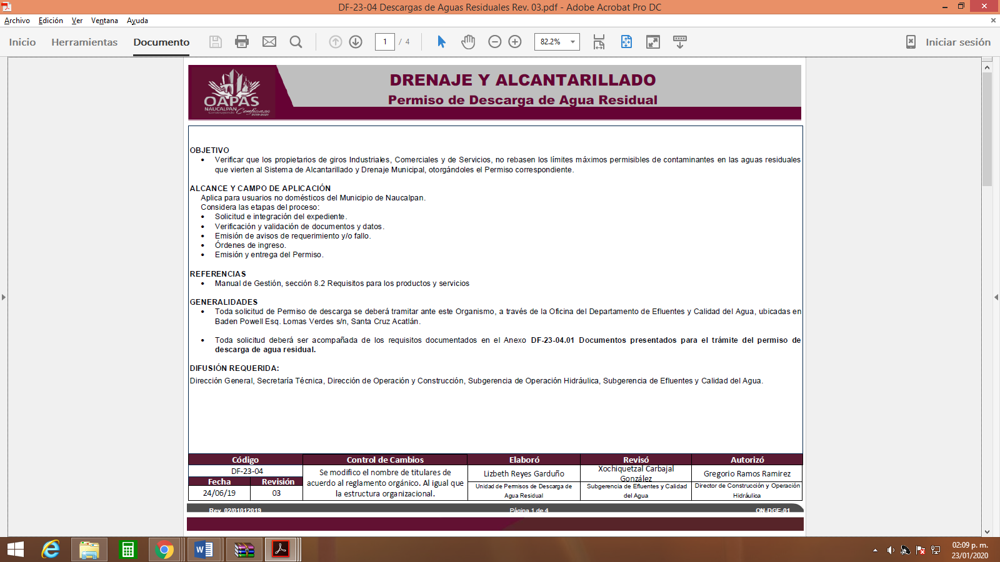 DF-23-04 Descargas de Aguas Residuales Rev. 03.pdf - Adobe Acrobat Pro DC
Archivo Edición Ver Ventana Ayuda
Inicio Herramientas Documento 1 / 4 82.2% Iniciar sesión
DRENAJE Y ALCANTARILLADO
Permiso de Descarga de Agua Residual
OAPAS
NAUCALPAN
Construyendo Confianza
2019-2021
OBJETIVO
• Verificar que los propietarios de giros Industriales, Comerciales y de Servicios, no rebasen los límites máximos permisibles de contaminantes en las aguas residuales
que vierten al Sistema de Alcantarillado y Drenaje Municipal, otorgándoles el Permiso correspondiente.
ALCANCE Y CAMPO DE APLICACIÓN
Aplica para usuarios no domésticos del Municipio de Naucalpan.
Considera las etapas del proceso:
• Solicitud e integración del expediente.
• Verificación y validación de documentos y datos.
• Emisión de avisos de requerimiento y/o fallo.
• Órdenes de ingreso.
• Emisión y entrega del Permiso.
REFERENCIAS
• Manual de Gestión, sección 8.2 Requisitos para los productos y servicios
GENERALIDADES
• Toda solicitud de Permiso de descarga se deberá tramitar ante este Organismo, a través de la Oficina del Departamento de Efluentes y Calidad del Agua, ubicadas en
Baden Powell Esq. Lomas Verdes s/n, Santa Cruz Acatlán.
• Toda solicitud deberá ser acompañada de los requisitos documentados en el Anexo DF-23-04.01 Documentos presentados para el trámite del permiso de
descarga de agua residual.
DIFUSIÓN REQUERIDA:
Dirección General, Secretaría Técnica, Dirección de Operación y Construcción, Subgerencia de Operación Hidráulica, Subgerencia de Efluentes y Calidad del Agua.
Código Control de Cambios Elaboró Revisó Autorizó
DF-23-04
Fecha Revisión
24/06/19 03
Se modifico el nombre de titulares de
acuerdo al reglamento orgánico. Al igual que
la estructura organizacional.
Lizbeth Reyes Garduño
Unidad de Permisos de Descarga de
Agua Residual
Xochiquetzal Carbajal
González
Subgerencia de Efluentes y Calidad
del Agua
Gregorio Ramos Ramirez
Director de Construcción y Operación
Hidráulica
Rev. 02/01012019 Página 1 de 4 ON-DGE-01
02:09 p. m.
23/01/2020